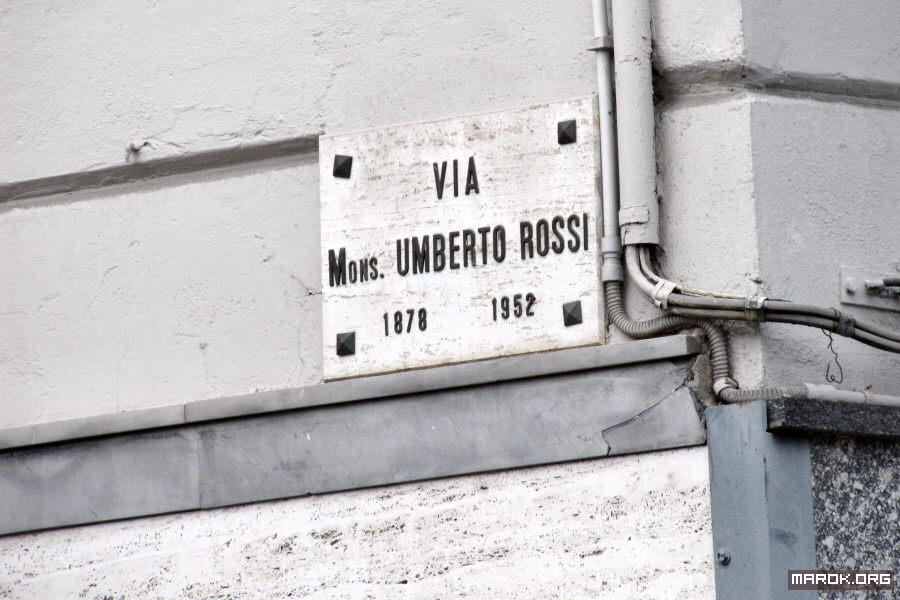 VIA
Mons. UMBERTO ROSSI
1878 1952
MAROK.ORG